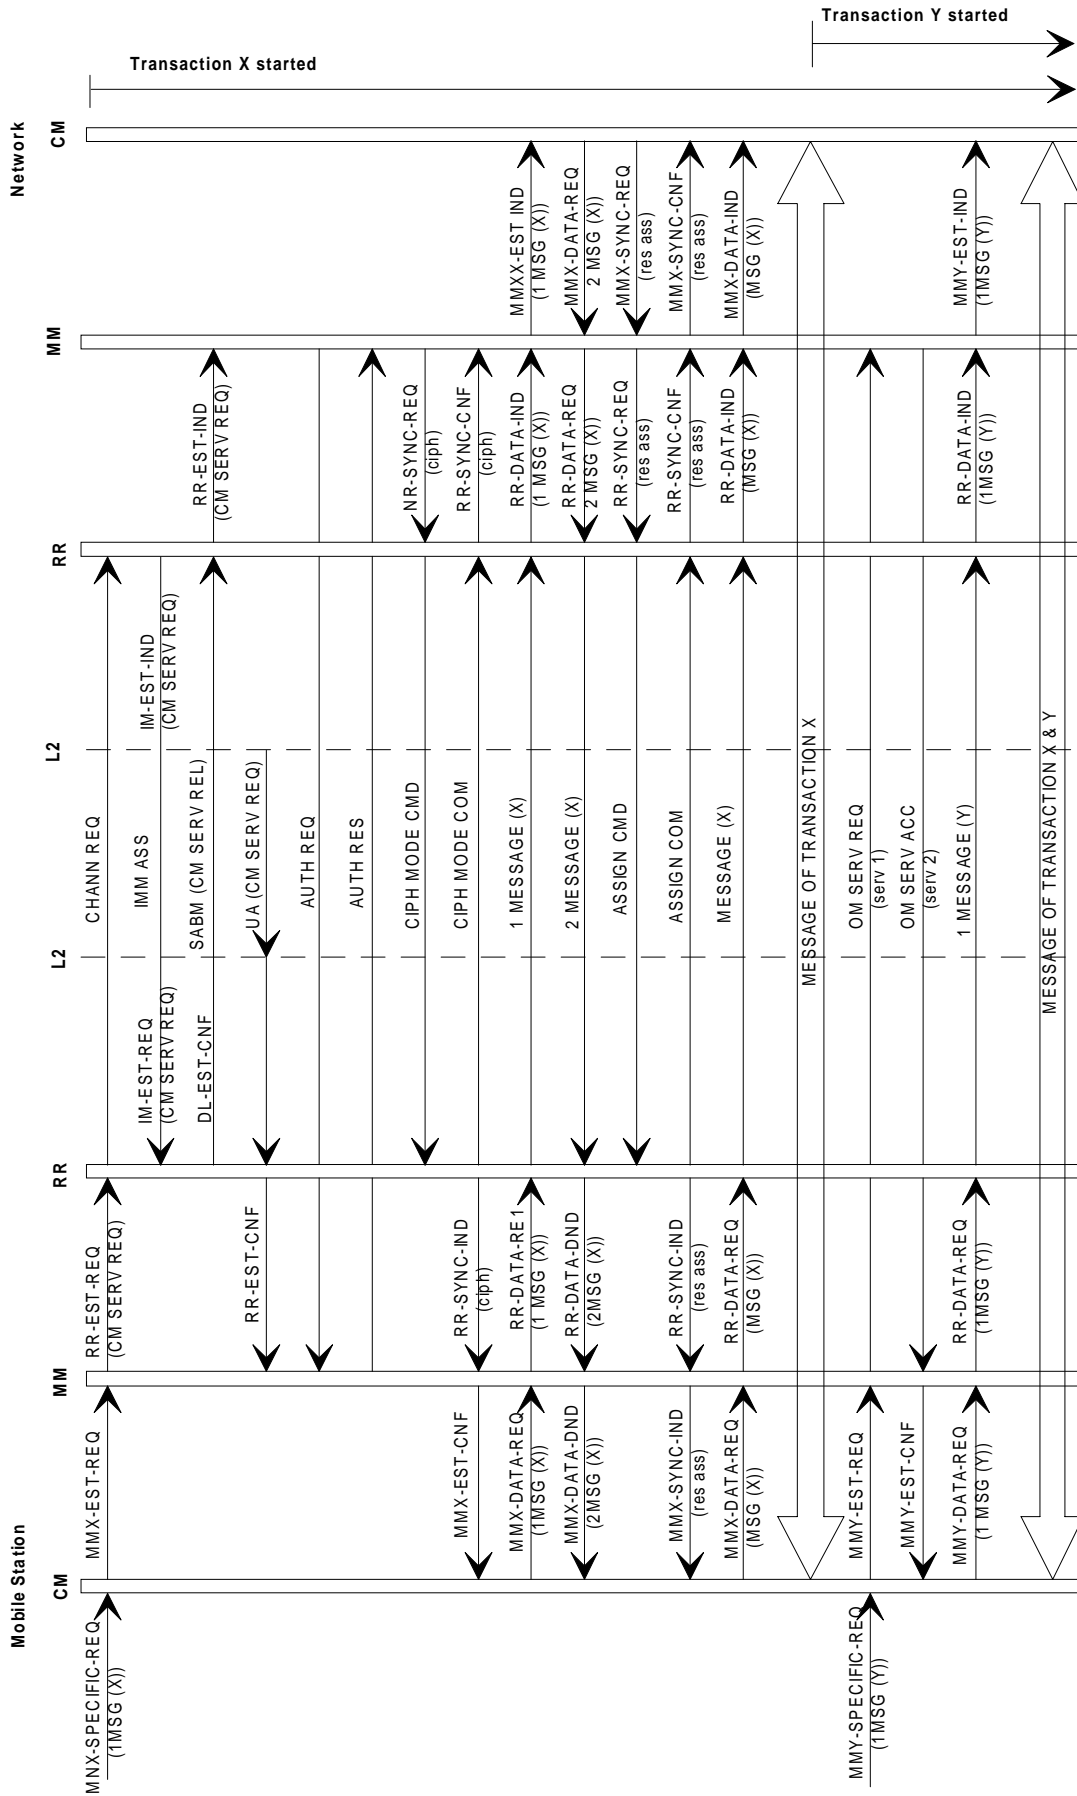 Transaction Y started
Transaction X started
Mobile Station
Network
CM
MM
RR
L2
L2
RR
MM
CM
MNX-SPECIFIC-REQ
(1MSG (X))
MMX-EST-REQ
RR-EST-REQ
(CM SERV REQ)
CHANN REQ
IM-EST-REQ
(CM SERV REQ)
IMM ASS
IM-EST-IND
(CM SERV REQ)
DL-EST-CNF
SABM (CM SERV REL)
RR-EST-IND
(CM SERV REQ)
RR-EST-CNF
UA (CM SERV REQ)
AUTH REQ
AUTH RES
CIPH MODE CMD
NR-SYNC-REQ
(ciph)
MMX-EST-CNF
RR-SYNC-IND
(ciph)
CIPH MODE COM
RR-SYNC-CNF
(ciph)
MMX-DATA-REQ
(1MSG (X))
RR-DATA-RE1
(1 MSG (X))
1 MESSAGE (X)
RR-DATA-IND
(1 MSG (X))
MMXX-EST IND
(1 MSG (X))
MMX-DATA-DND
(2MSG (X))
RR-DATA-DND
(2MSG (X))
2 MESSAGE (X)
RR-DATA-REQ
2 MSG (X))
MMX-DATA-REQ
2 MSG (X))
ASSIGN CMD
RR-SYNC-REQ
(res ass)
MMX-SYNC-REQ
(res ass)
MMX-SYNC-IND
(res ass)
RR-SYNC-IND
(res ass)
ASSIGN COM
RR-SYNC-CNF
(res ass)
MMX-SYNC-CNF
(res ass)
MMX-DATA-REQ
(MSG (X))
RR-DATA-REQ
(MSG (X))
MESSAGE (X)
RR-DATA-IND
(MSG (X))
MMX-DATA-IND
(MSG (X))
MESSAGE OF TRANSACTION X
MMY-SPECIFIC-REQ
(1MSG (Y))
MMY-EST-REQ
OM SERV REQ
(serv 1)
MMY-EST-CNF
OM SERV ACC
(serv 2)
MMY-DATA-REQ
(1 MSG (Y))
RR-DATA-REQ
(1MSG (Y))
1 MESSAGE (Y)
RR-DATA-IND
(1MSG (Y))
MMY-EST-IND
(1MSG (Y))
MESSAGE OF TRANSACTION X & Y